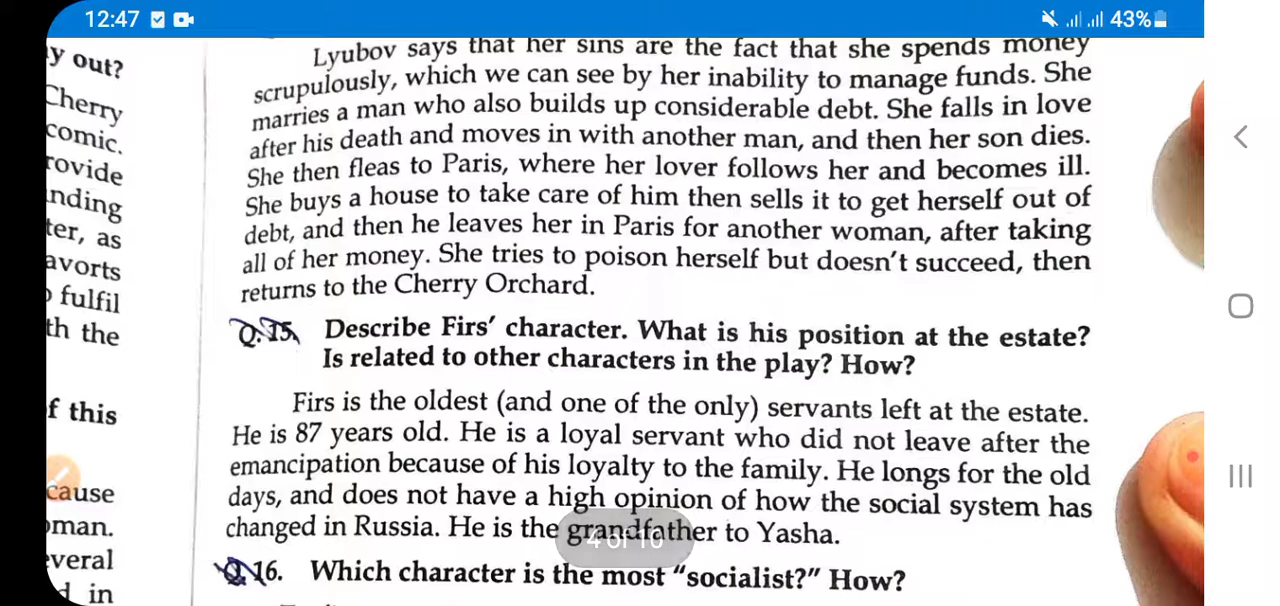 12:47
43%
y out?
Cherry
comic.
rovide
nding
ter, as
avorts
fulfil
th the
f this
cause
oman.
everal
d in
Lyubov says that her sins are the fact that she spends money
scrupulously, which we can see by her inability to manage funds. She
marries a man who also builds up considerable debt. She falls in love
after his death and moves in with another man, and then her son dies.
She then fleas to Paris, where her lover follows her and becomes ill.
She buys a house to take care of him then sells it to get herself out of
debt, and then he leaves her in Paris for another woman, after taking
all of her money. She tries to poison herself but doesn't succeed, then
returns to the Cherry Orchard.
Q.15. Describe Firs' character. What is his position at the estate?
Is related to other characters in the play? How?
Firs is the oldest (and one of the only) servants left at the estate.
He is 87 years old. He is a loyal servant who did not leave after the
emancipation because of his loyalty to the family. He longs for the old
days, and does not have a high opinion of how the social system has
changed in Russia. He is the grandfather to Yasha.
4 of 10
Q.16. Which character is the most "socialist?" How?